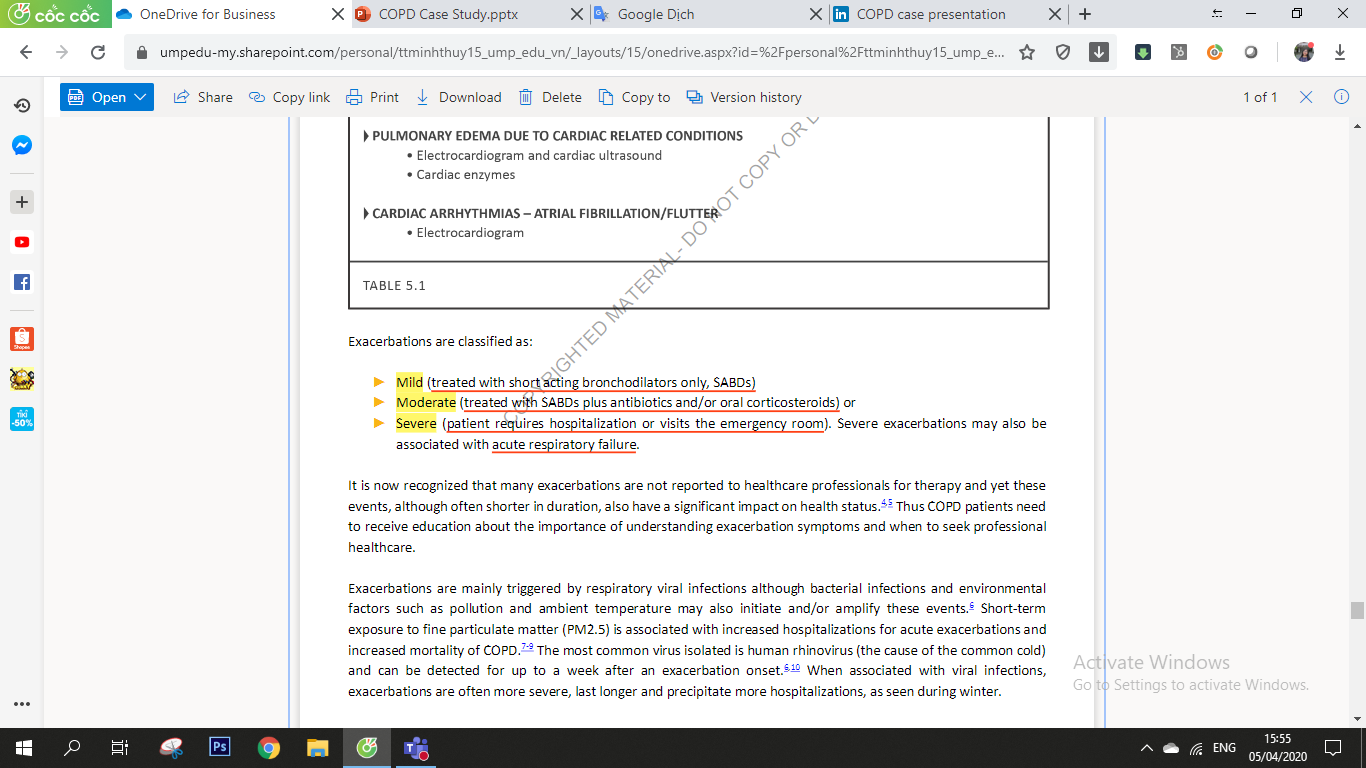 cốc cốc
OneDrive for Business
COPD Case Study.pptx
Google Dịch
COPD case presentation
umpedu-my.sharepoint.com/personal/ttminhthuy15_ump_edu_vn/_layouts/15/onedrive.aspx?id=%2Fpersonal%2Fttminhthuy15_ump_e...
Open
Share
Copy link
Print
Download
Delete
Copy to
Version history
1 of 1
PULMONARY EDEMA DUE TO CARDIAC RELATED CONDITIONS
• Electrocardiogram and cardiac ultrasound
• Cardiac enzymes
CARDIAC ARRHYTHMIAS – ATRIAL FIBRILLATION/FLUTTER
• Electrocardiogram
TABLE 5.1
COPYRIGHTED MATERIAL- DO NOT COPY OR
Exacerbations are classified as:
Mild (treated with short acting bronchodilators only, SABDs)
Moderate (treated with SABDs plus antibiotics and/or oral corticosteroids) or
Severe (patient requires hospitalization or visits the emergency room). Severe exacerbations may also be
associated with acute respiratory failure.
It is now recognized that many exacerbations are not reported to healthcare professionals for therapy and yet these
events, although often shorter in duration, also have a significant impact on health status.4,5 Thus COPD patients need
to receive education about the importance of understanding exacerbation symptoms and when to seek professional
healthcare.
Exacerbations are mainly triggered by respiratory viral infections although bacterial infections and environmental
factors such as pollution and ambient temperature may also initiate and/or amplify these events.6 Short-term
exposure to fine particulate matter (PM2.5) is associated with increased hospitalizations for acute exacerbations and
increased mortality of COPD.7-9 The most common virus isolated is human rhinovirus (the cause of the common cold)
and can be detected for up to a week after an exacerbation onset.6,10 When associated with viral infections,
exacerbations are often more severe, last longer and precipitate more hospitalizations, as seen during winter.
Activate Windows
Go to Settings to activate Windows.
Shopee
TIKI
-50%
Ps
ENG
15:55
05/04/2020